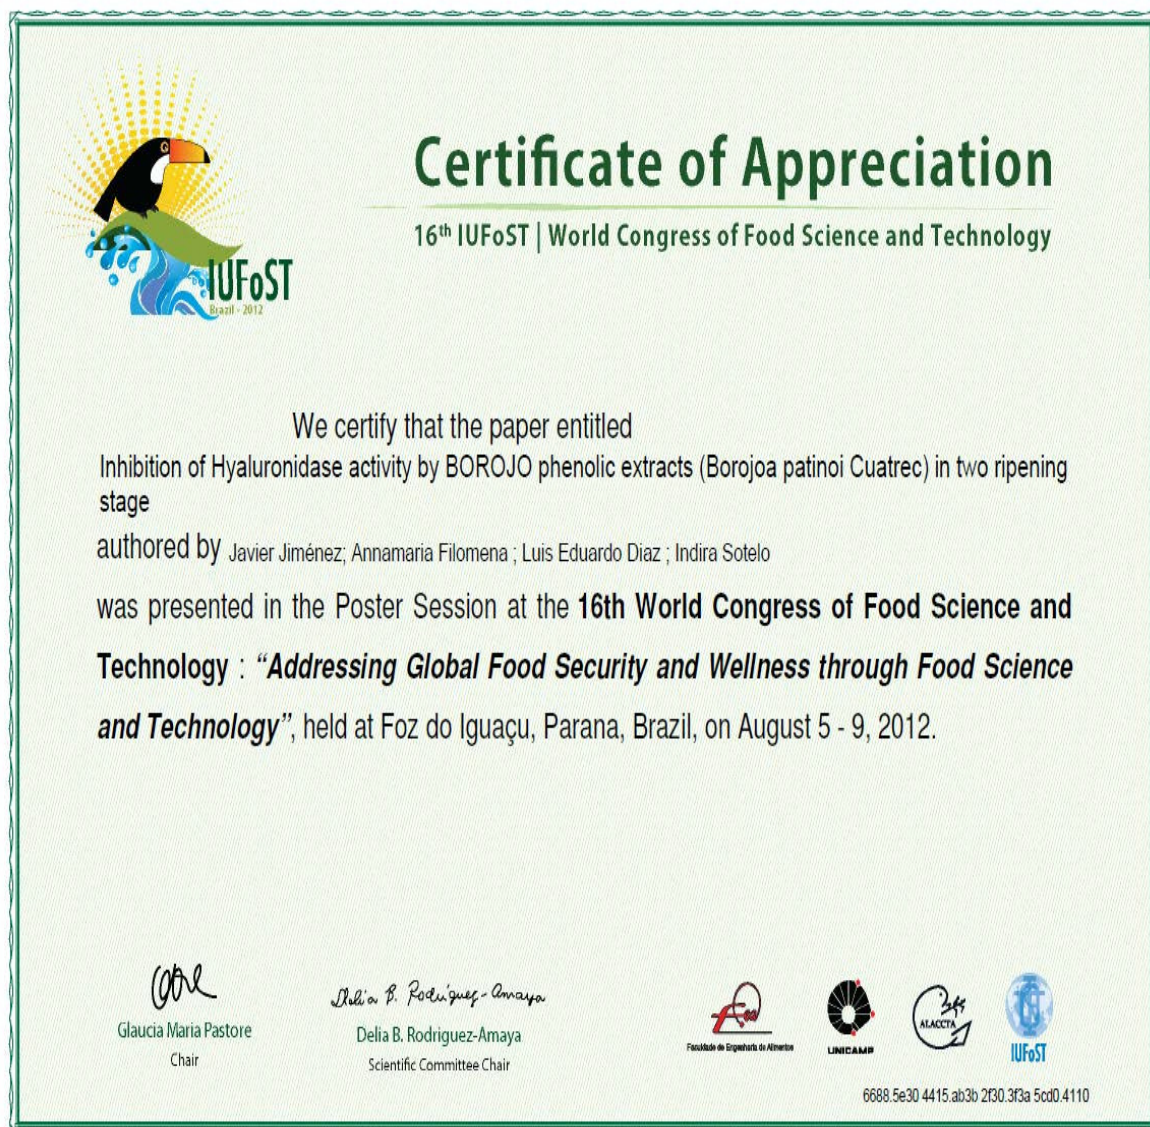 Certificate of Appreciation
16th IUFoST | World Congress of Food Science and Technology
IUFoST
Brazil - 2012
We certify that the paper entitled
Inhibition of Hyaluronidase activity by BOROJO phenolic extracts (Borojoa patinoi Cuatrec) in two ripening
stage
authored by Javier Jiménez; Annamaria Filomena ; Luis Eduardo Diaz ; Indira Sotelo
was presented in the Poster Session at the 16th World Congress of Food Science and
Technology : “Addressing Global Food Security and Wellness through Food Science
and Technology”, held at Foz do Iguaçu, Parana, Brazil, on August 5 - 9, 2012.
Delia B. Rodriguez-Amaya
Glaucia Maria Pastore
Chair
Delia B. Rodriguez-Amaya
Scientific Committee Chair
Fea
Faculdade de Engenharia de Alimentos
UNICAMP
ALACCTA
IUFoST
6688.5e30 4415.ab3b 2f30.3f3a 5cd0.4110